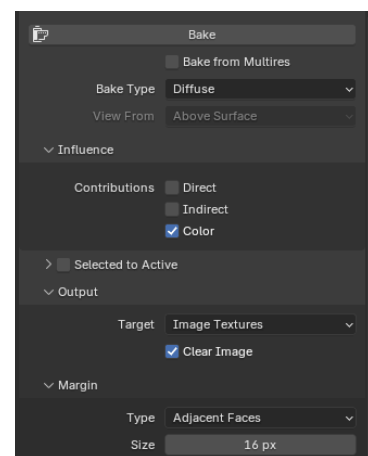 Bake
Bake from Multires
Bake Type Diffuse
View From Above Surface
Influence
Contributions Direct
Indirect
Color
Selected to Active
Output
Target Image Textures
Clear Image
Margin
Type Adjacent Faces
Size 16 px